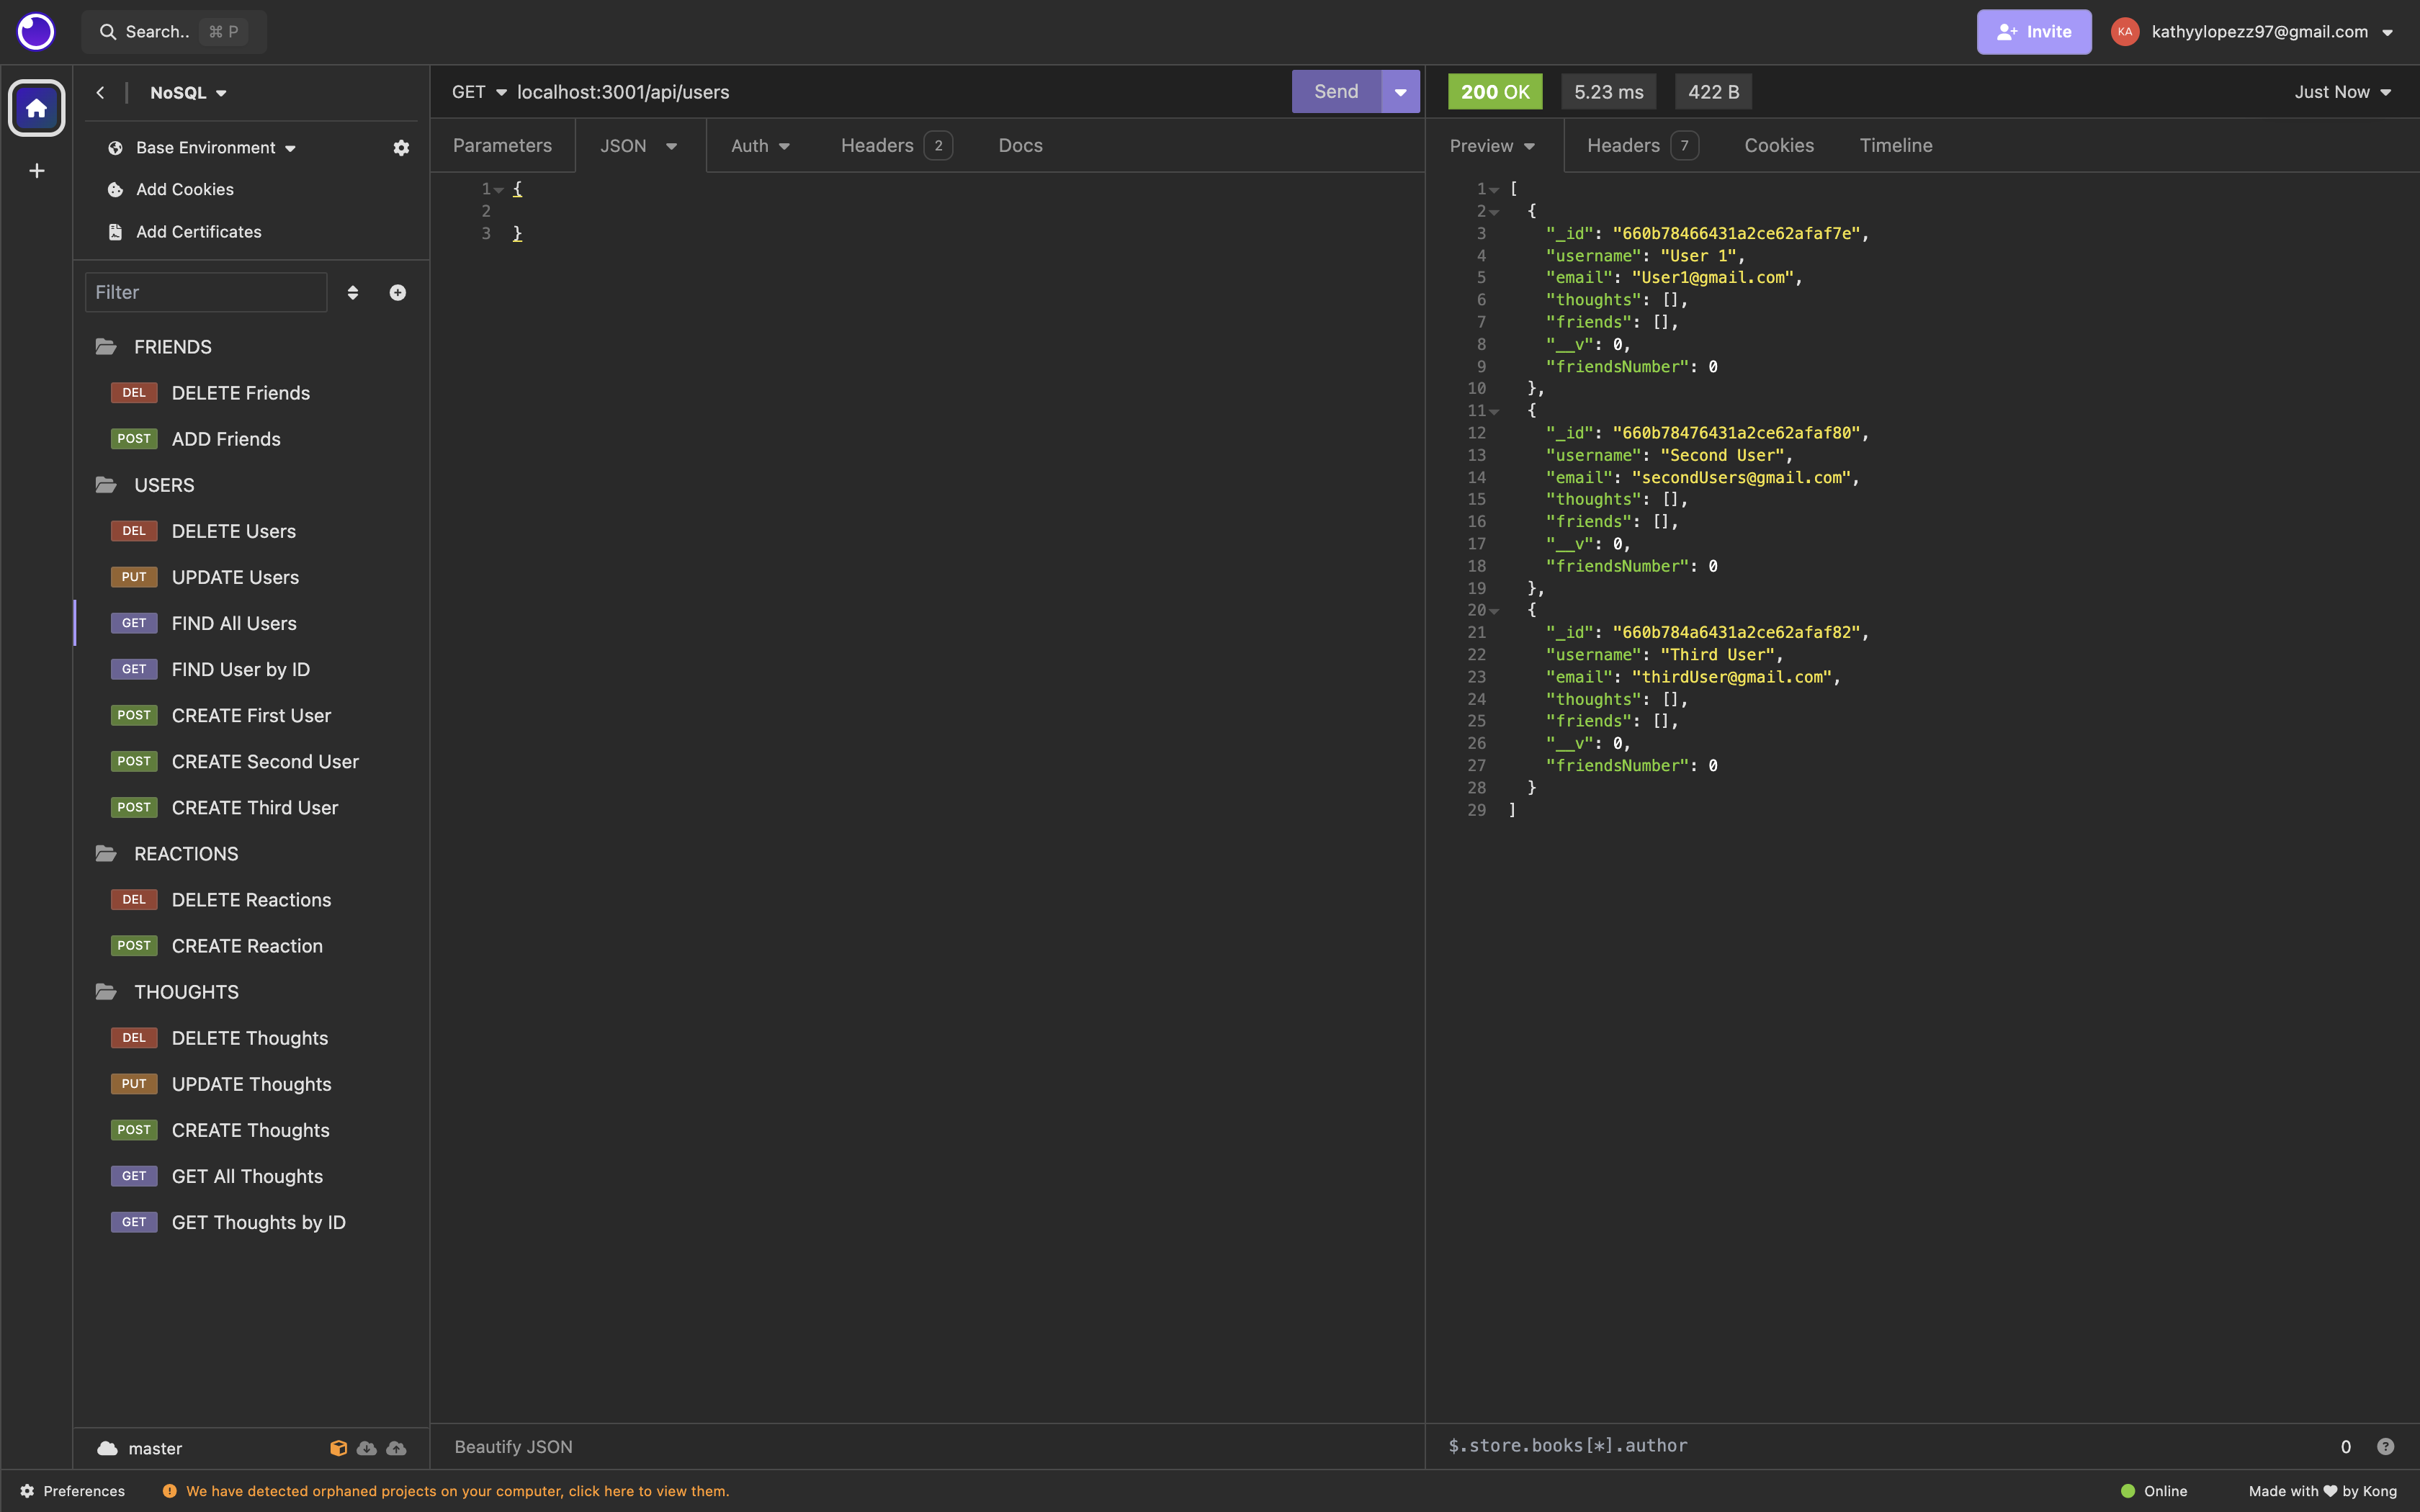 Search.. ⌘ P
Invite
KA kathyylopezz97@gmail.com
NoSQL
Base Environment
Add Cookies
Add Certificates
Filter
FRIENDS
DEL DELETE Friends
POST ADD Friends
USERS
DEL DELETE Users
PUT UPDATE Users
GET FIND All Users
GET FIND User by ID
POST CREATE First User
POST CREATE Second User
POST CREATE Third User
REACTIONS
DEL DELETE Reactions
POST CREATE Reaction
THOUGHTS
DEL DELETE Thoughts
PUT UPDATE Thoughts
POST CREATE Thoughts
GET GET All Thoughts
GET GET Thoughts by ID
master
GET localhost:3001/api/users
Send
Parameters JSON Auth Headers 2 Docs
1 {
2
3 }
Beautify JSON
200 OK 5.23 ms 422 B Just Now
Preview Headers 7 Cookies Timeline
1 [
2 {
3 "_id": "660b78466431a2ce62afaf7e",
4 "username": "User 1",
5 "email": "User1@gmail.com",
6 "thoughts": [],
7 "friends": [],
8 "__v": 0,
9 "friendsNumber": 0
10 },
11 {
12 "_id": "660b78476431a2ce62afaf80",
13 "username": "Second User",
14 "email": "secondUsers@gmail.com",
15 "thoughts": [],
16 "friends": [],
17 "__v": 0,
18 "friendsNumber": 0
19 },
20 {
21 "_id": "660b784a6431a2ce62afaf82",
22 "username": "Third User",
23 "email": "thirdUser@gmail.com",
24 "thoughts": [],
25 "friends": [],
26 "__v": 0,
27 "friendsNumber": 0
28 }
29 ]
$.store.books[*].author 0 ?
Preferences
! We have detected orphaned projects on your computer, click here to view them.
Online
Made with ♥ by Kong